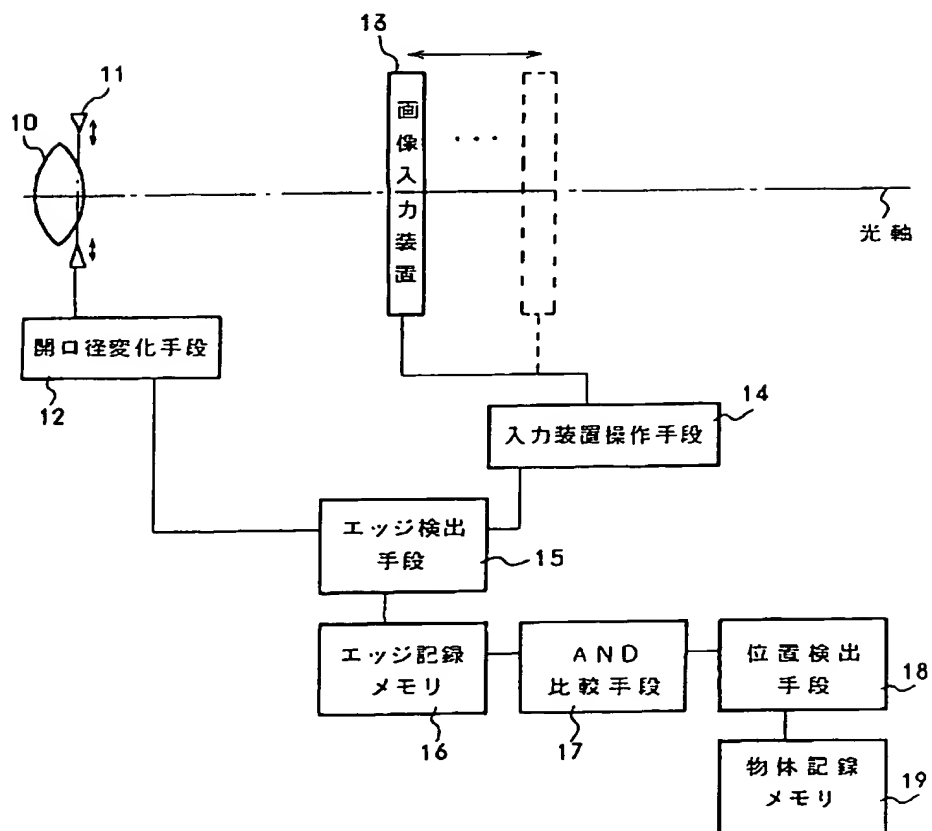 13
11
10
画像入力装置
...
光軸
開口径変化手段
12
14
入力装置操作手段
エッジ検出
手段
15
エッジ記録
メモリ
16
AND
比較手段
17
位置検出
手段
18
物体記録
メモリ
19